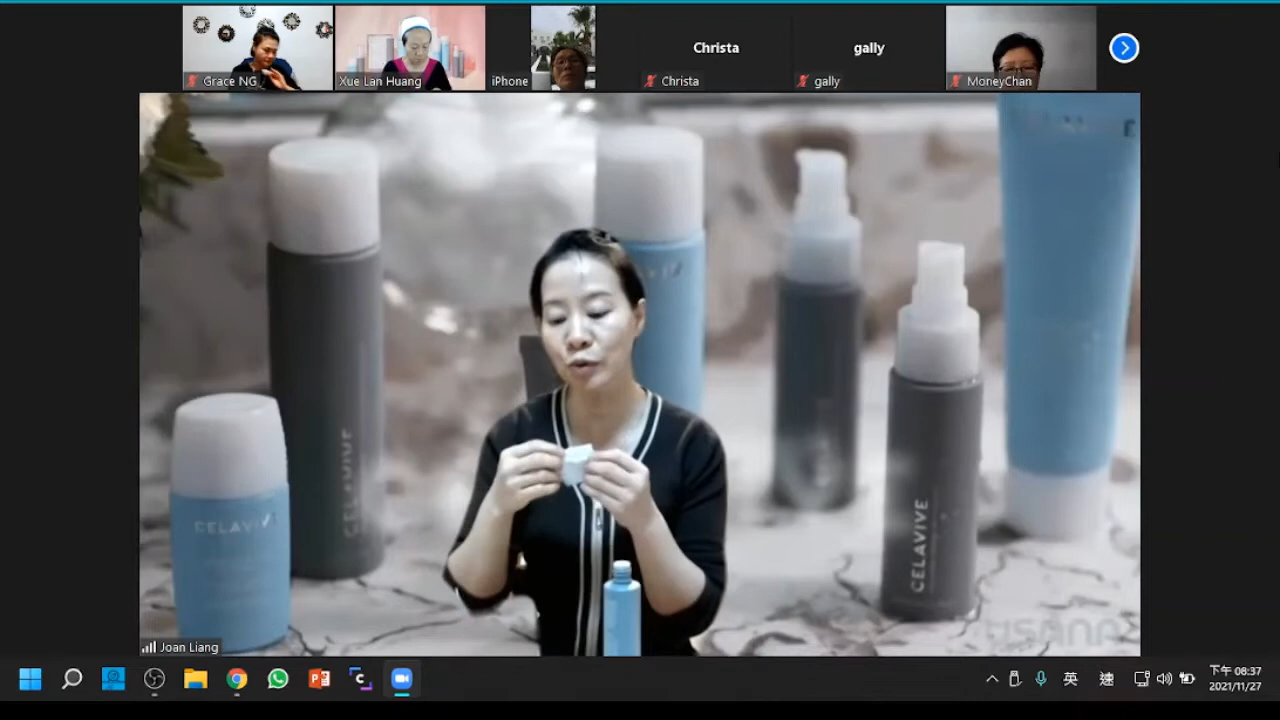 Christa
gally
Grace NG
Xue Lan Huang
iPhone
Christa
gally
MoneyChan
CELAVIVE
CELAVIVE
CELAVIVE
USANA
Joan Liang
英
速
下午 08:37
2021/11/27